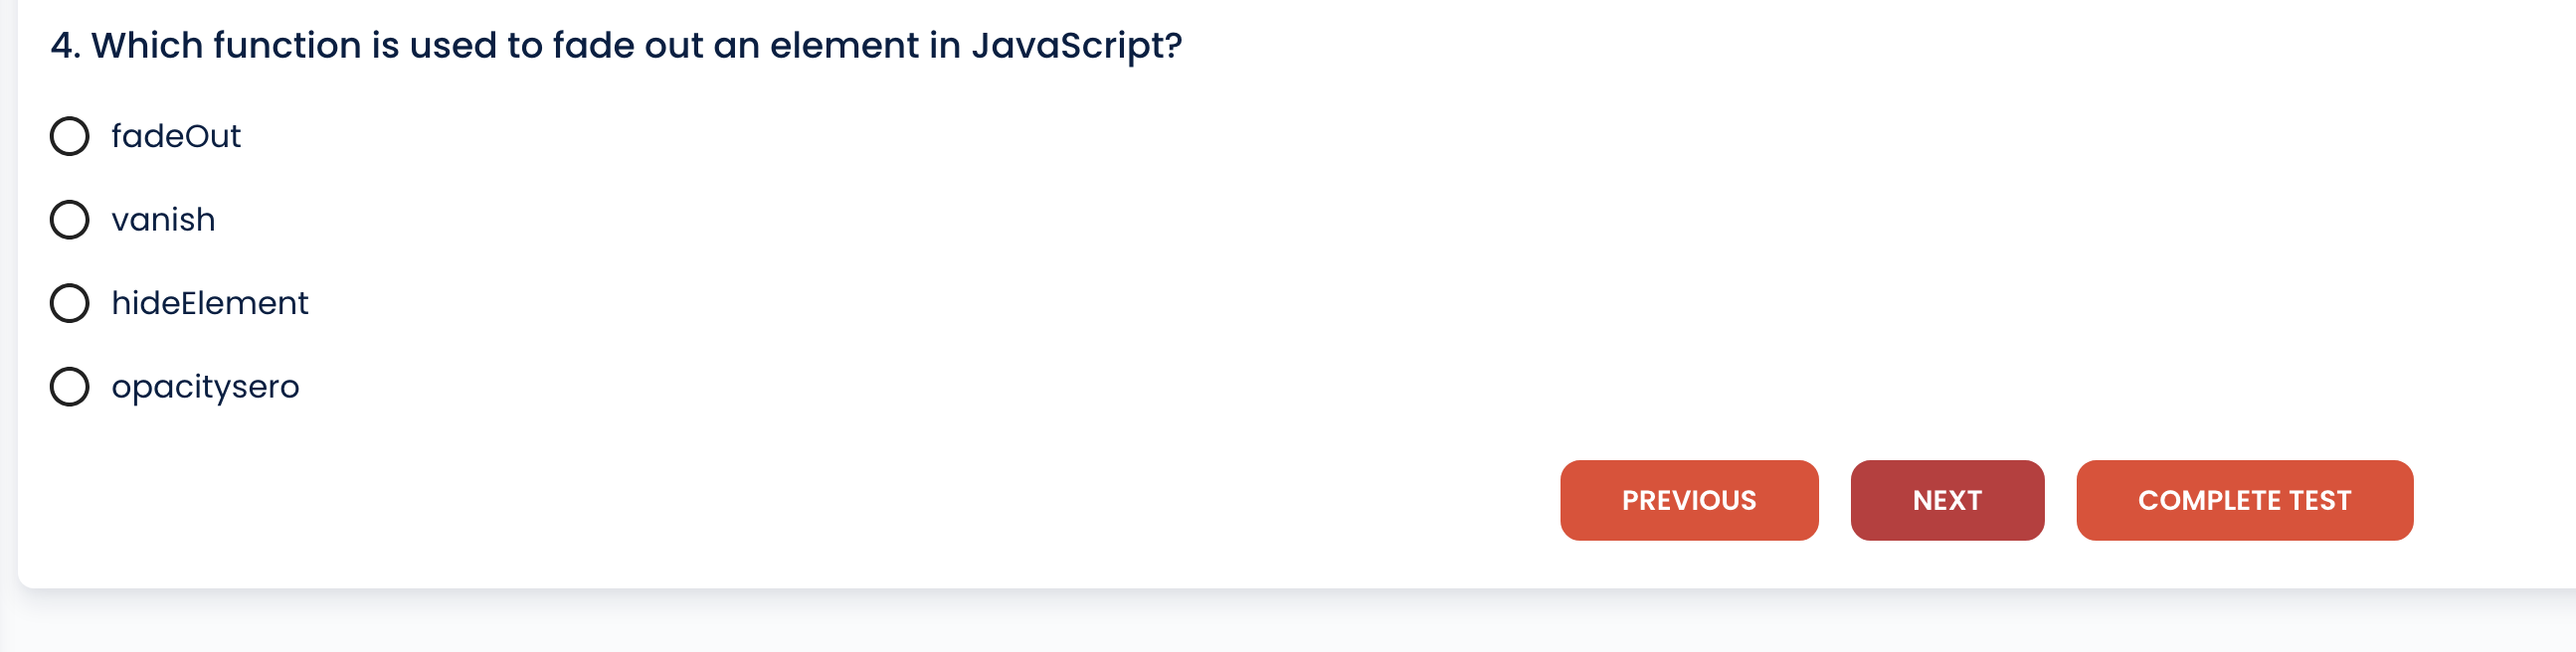 4. Which function is used to fade out an element in JavaScript?
fadeOut
vanish
hideElement
opacitysero
PREVIOUS NEXT COMPLETE TEST